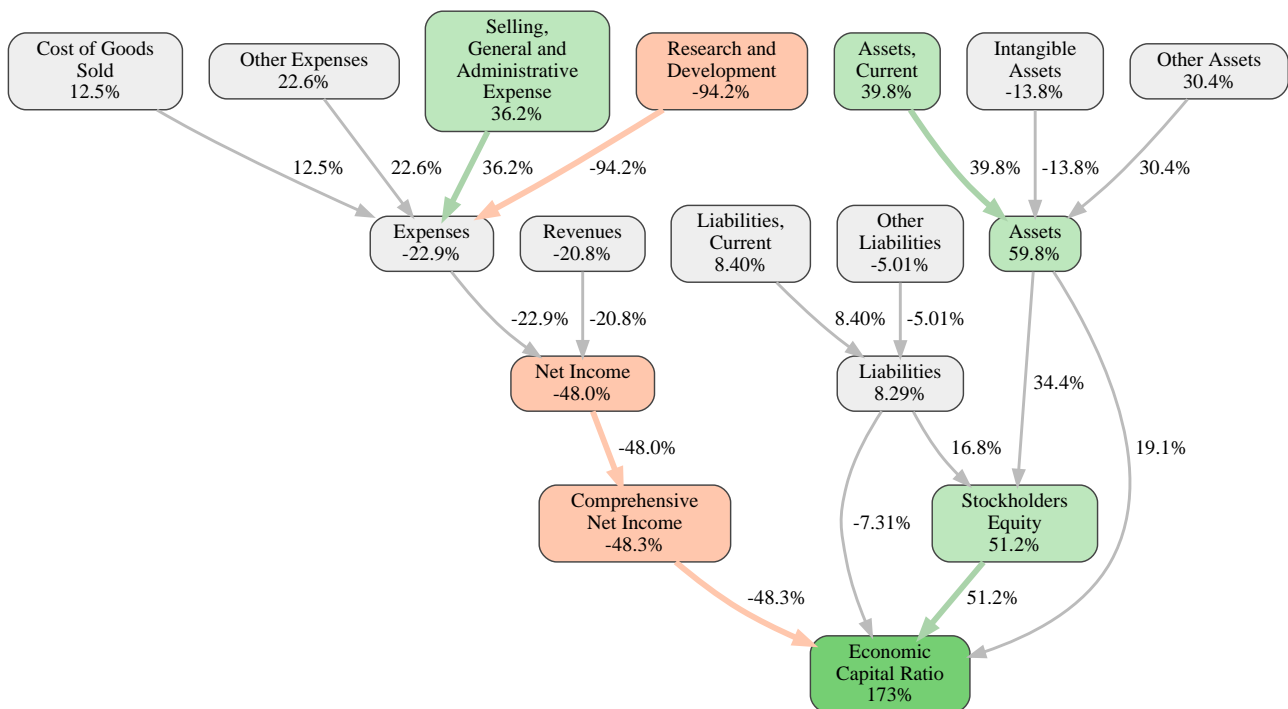 Cost of Goods
Sold
12.5%
Other Expenses
22.6%
Selling,
General and
Administrative
Expense
36.2%
Research and
Development
-94.2%
Assets,
Current
39.8%
Intangible
Assets
-13.8%
Other Assets
30.4%
12.5%
22.6%
36.2%
-94.2%
39.8%
-13.8%
30.4%
Expenses
-22.9%
Revenues
-20.8%
Liabilities,
Current
8.40%
Other
Liabilities
-5.01%
Assets
59.8%
-22.9%
-20.8%
8.40%
-5.01%
Net Income
-48.0%
Liabilities
8.29%
34.4%
-48.0%
16.8%
19.1%
Comprehensive
Net Income
-48.3%
-7.31%
Stockholders
Equity
51.2%
-48.3%
51.2%
Economic
Capital Ratio
173%